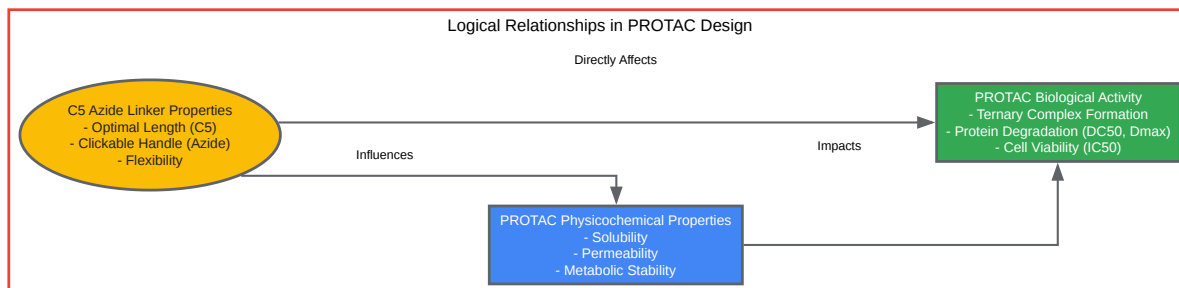 Logical Relationships in PROTAC Design
Directly Affects
C5 Azide Linker Properties
- Optimal Length (C5)
- Clickable Handle (Azide)
- Flexibility
PROTAC Biological Activity
- Ternary Complex Formation
- Protein Degradation (DC50, Dmax)
- Cell Viability (IC50)
Influences
Impacts
PROTAC Physicochemical Properties
- Solubility
- Permeability
- Metabolic Stability